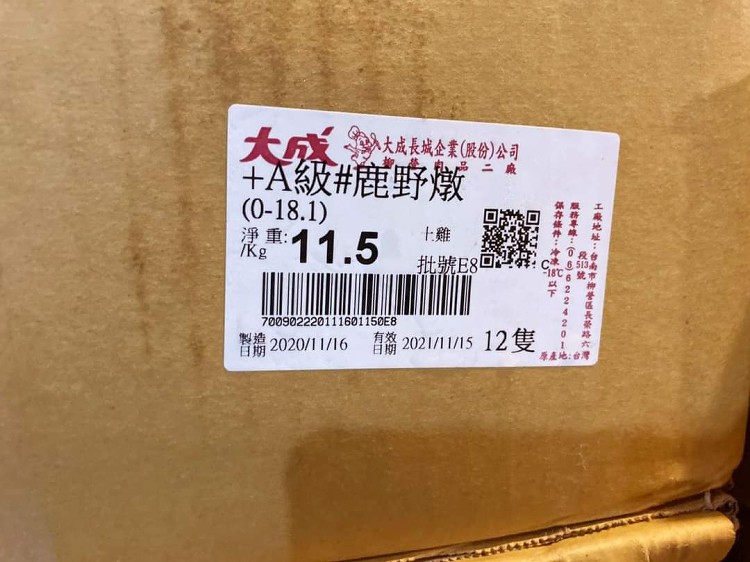 大成
大成長城企業(股份)公司
柳營肉品二廠
+A級#鹿野燉
(0-18.1)
淨重:
/Kg
11.5
土雞
批號E8
7009022201116011​50E8
製造日期 2020/11/16
有效日期 2021/11/15
12隻
工廠地址:台南市柳營區長榮路六段513號
服務專線:(06)6224201
保存條件:冷凍-18℃以下
原產地:台灣